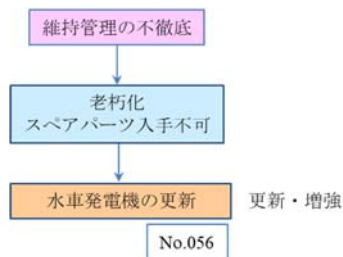 維持管理の不徹底
老朽化
スペアパーツ入手不可
水車発電機の更新
更新・増強
No.056